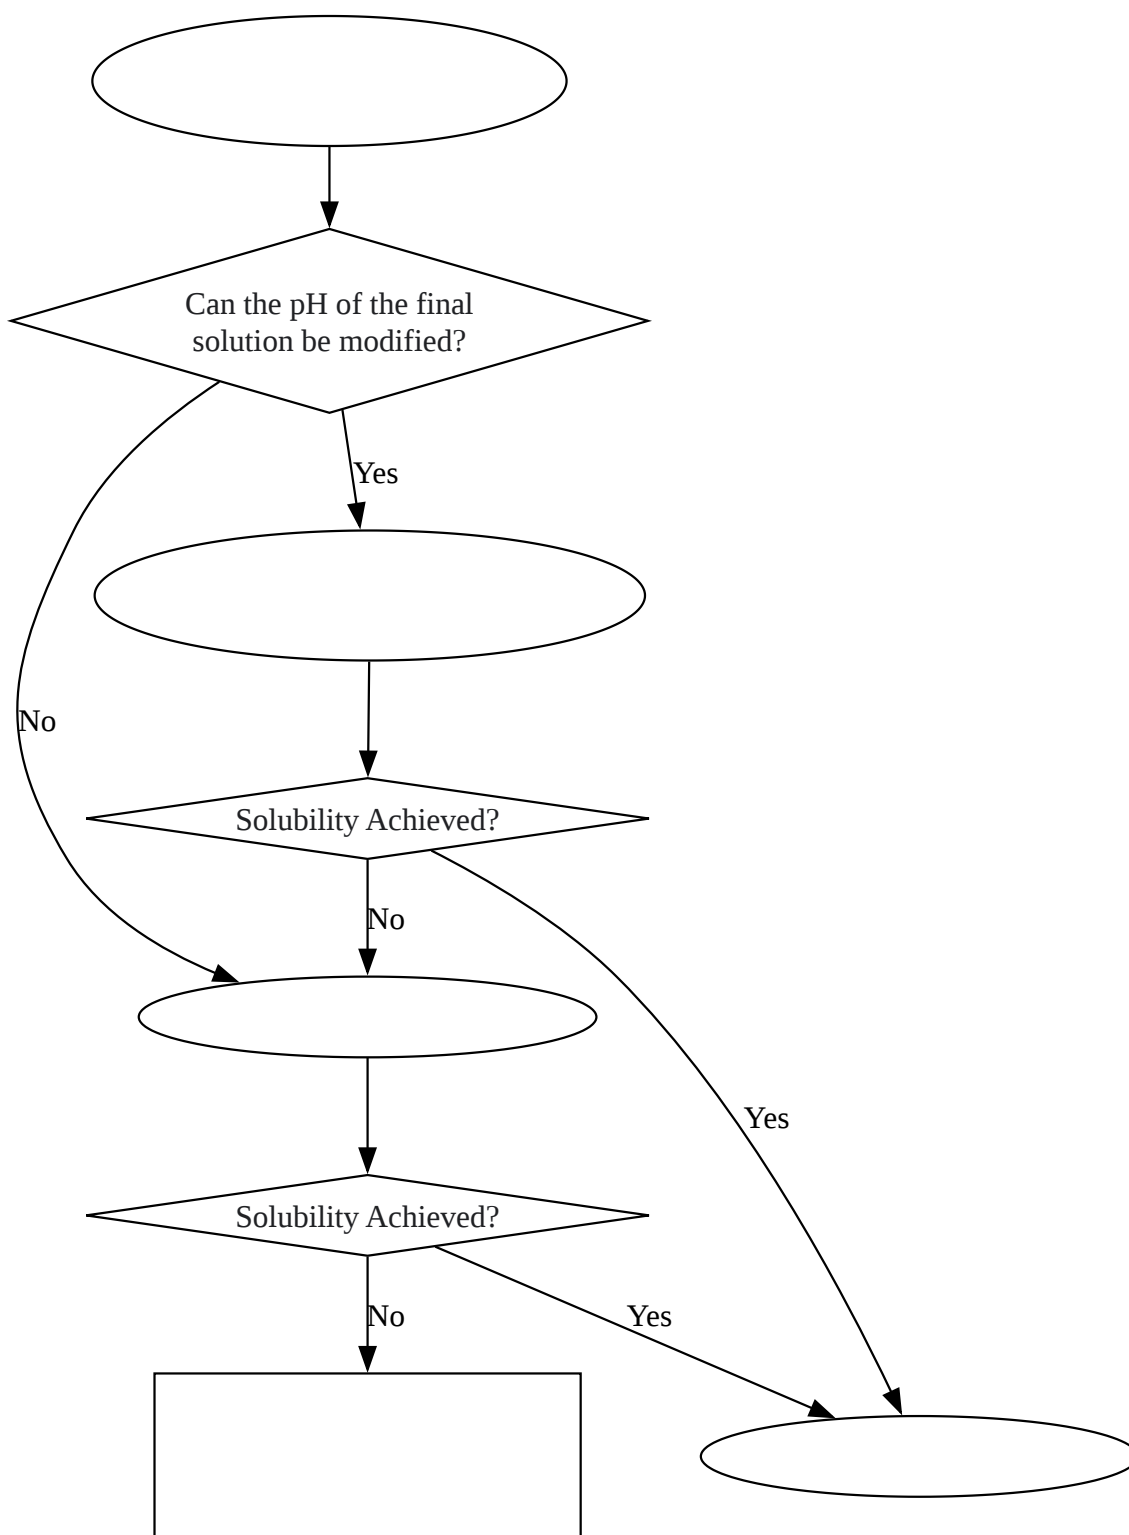 Can the pH of the final
solution be modified?
Yes
No
Solubility Achieved?
No
Yes
Solubility Achieved?
No
Yes